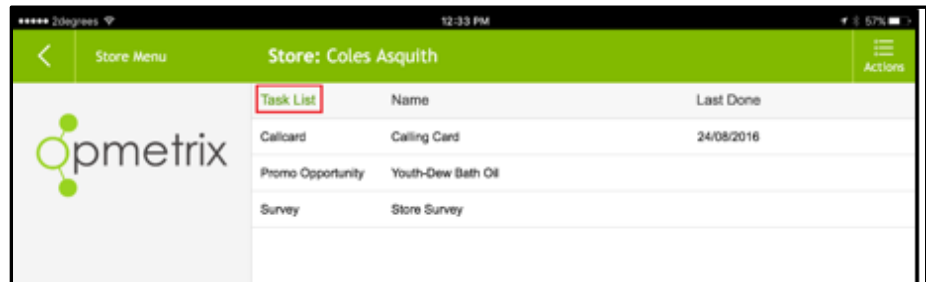 2degrees 12:33 PM 57%
Store Menu Store: Coles Asquith Actions
Task List Name Last Done
opmetrix
Callcard Calling Card 24/08/2016
Promo Opportunity Youth-Dew Bath Oil
Survey Store Survey